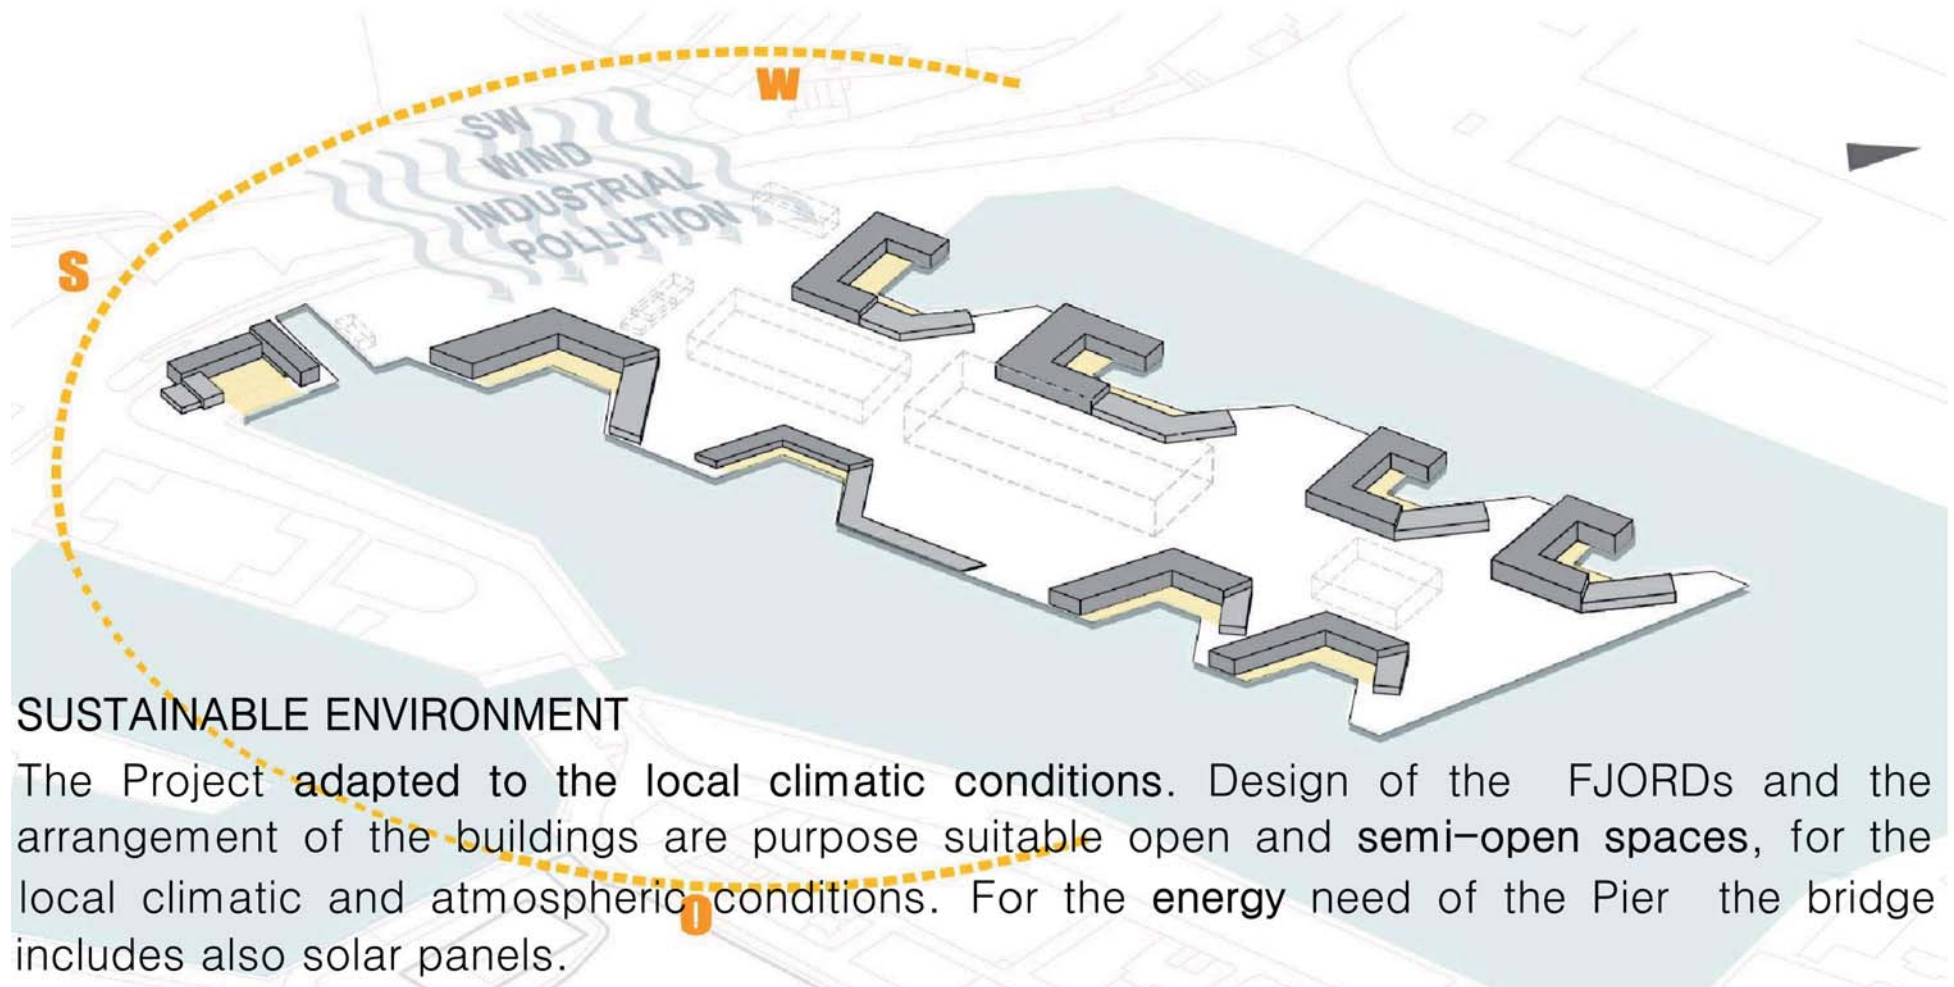 W
SW
WIND
INDUSTRIAL
POLLUTION
S
SUSTAINABLE ENVIRONMENT
The Project adapted to the local climatic conditions. Design of the FJORDs and the
arrangement of the buildings are purpose suitable open and semi-open spaces, for the
local climatic and atmospheric conditions. For the energy need of the Pier the bridge
O
includes also solar panels.